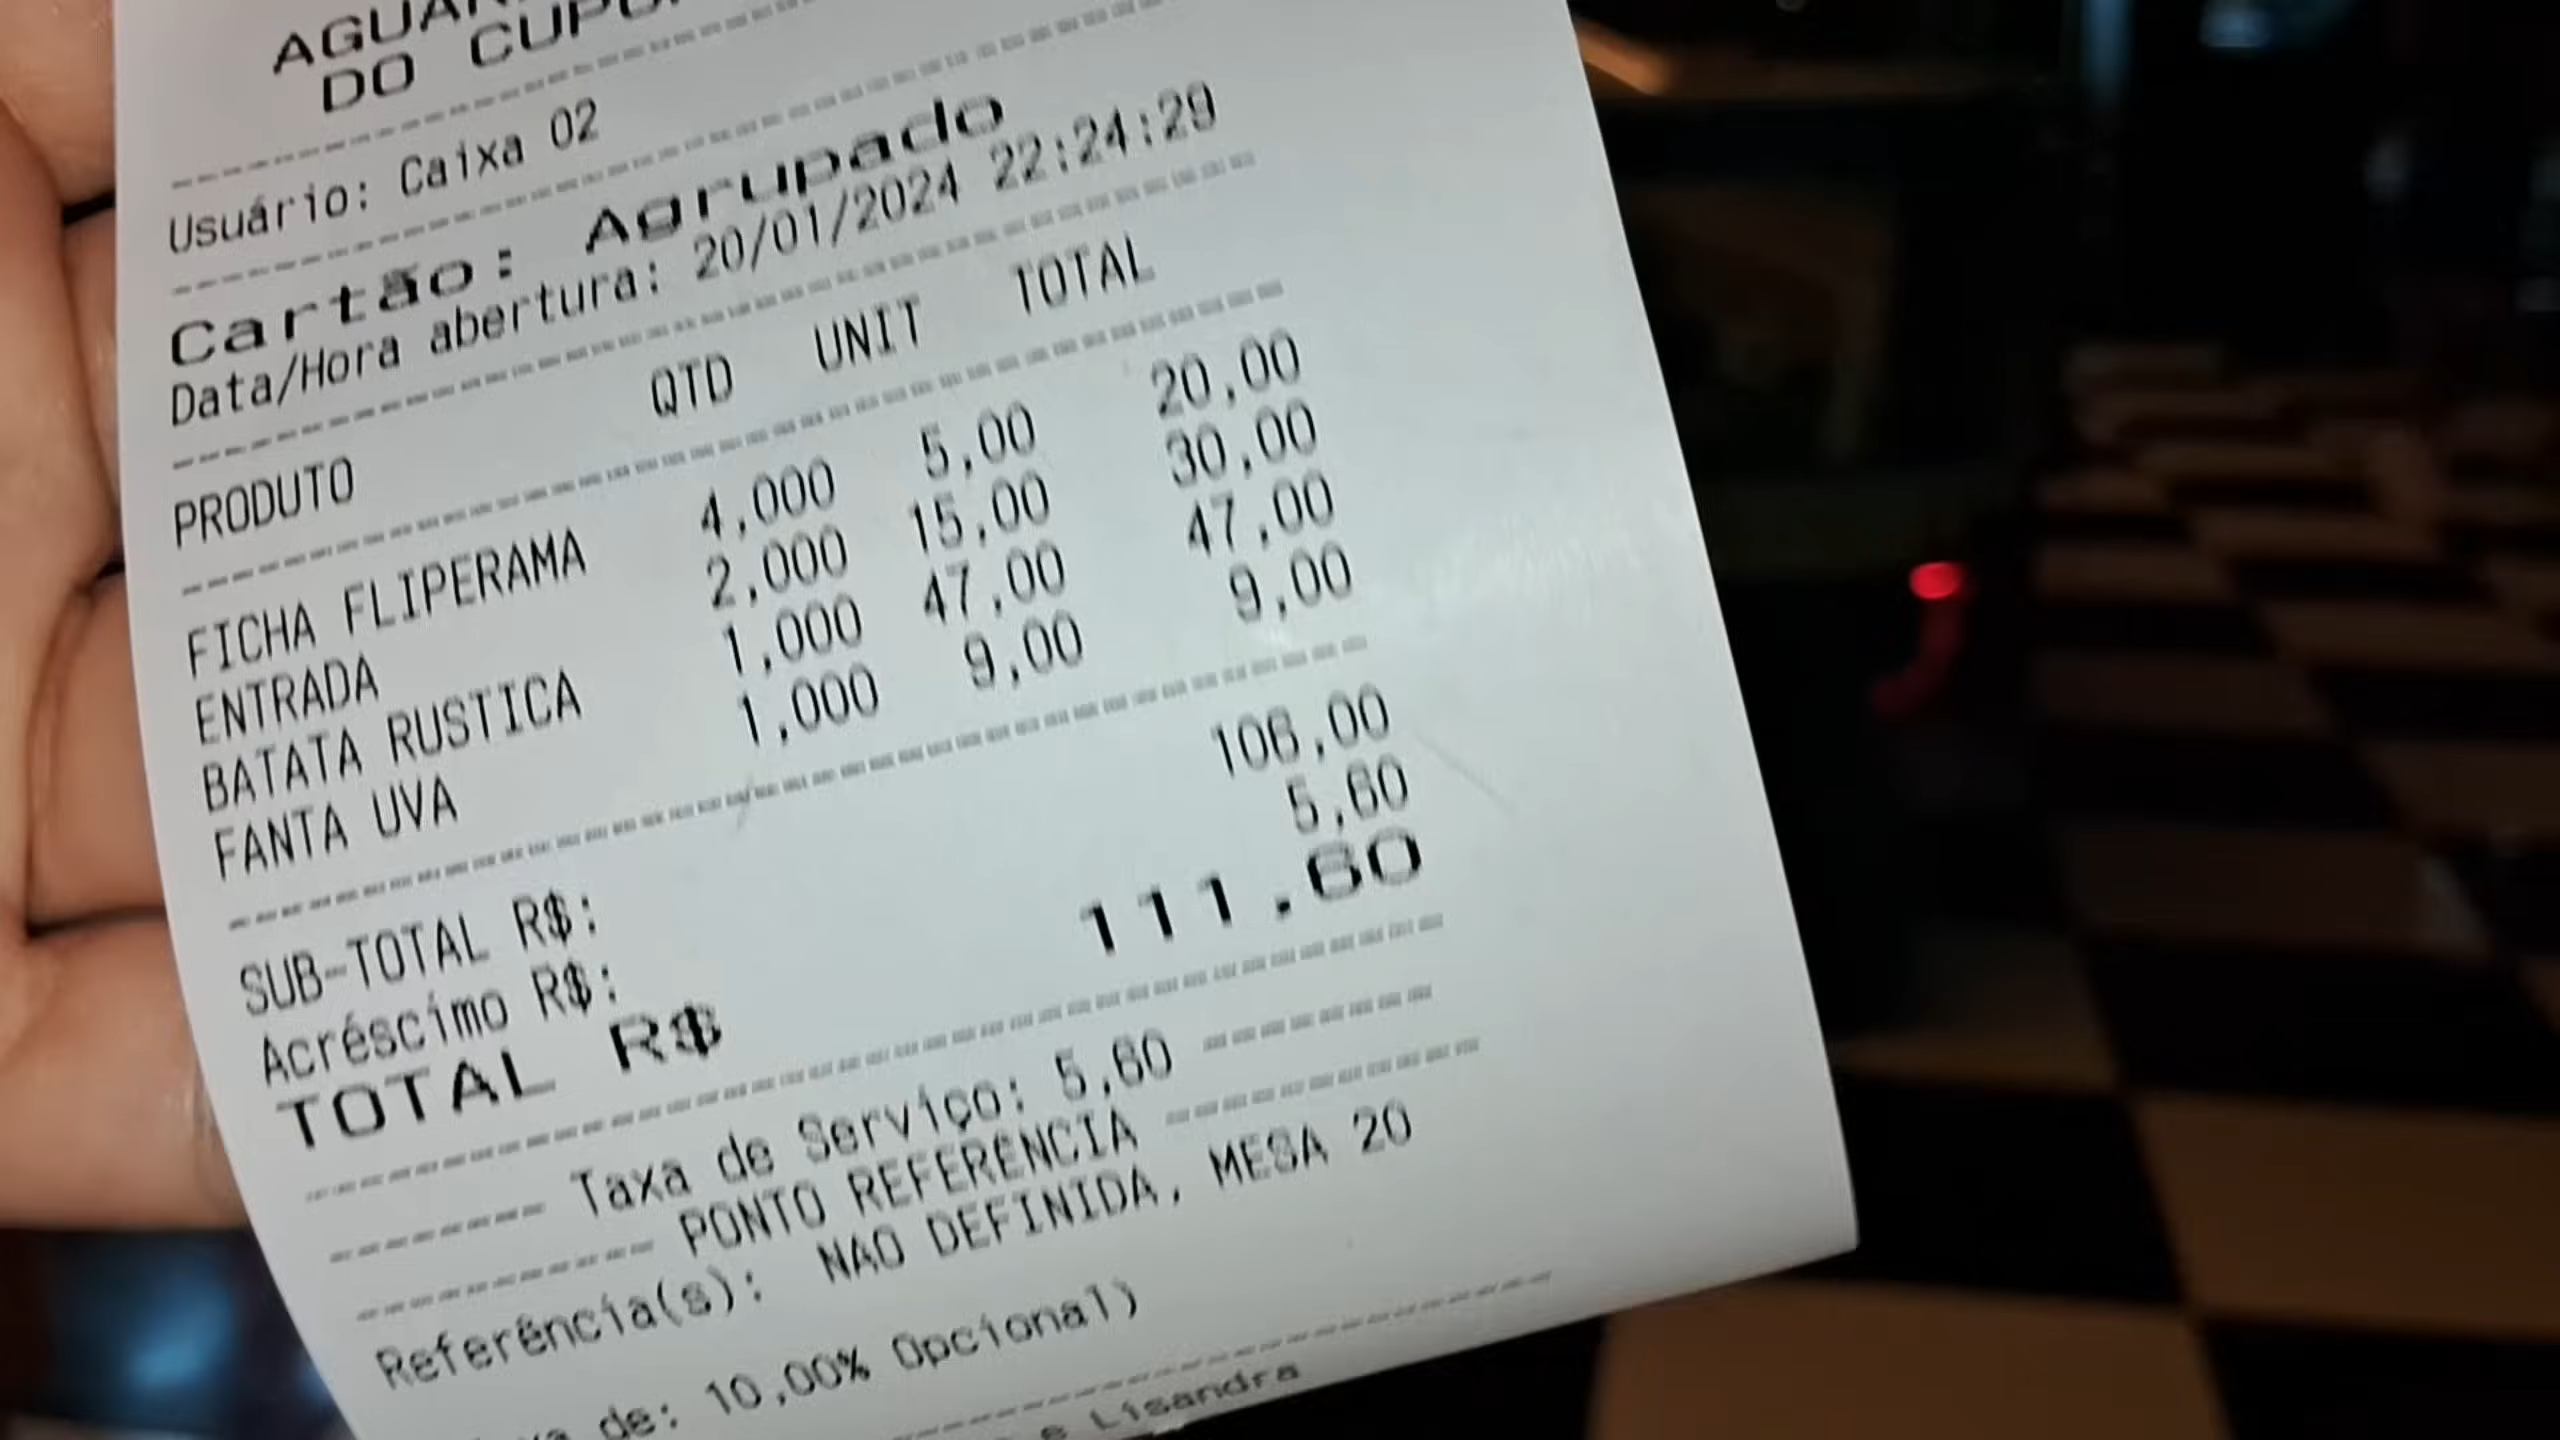 DO CUPO
Usuário: Caixa 02
Cartão: Agrupado
Data/Hora abertura: 20/01/2024 22:24:29
PRODUTO QTD UNIT TOTAL
FICHA FLIPERAMA 4,000 5,00 20,00
ENTRADA 2,000 15,00 30,00
BATATA RUSTICA 1,000 47,00 47,00
FANTA UVA 1,000 9,00 9,00
SUB-TOTAL R$: 106,00
Acréscimo R$: 5,60
TOTAL R$ 111,60
Taxa de Serviço: 5,60
PONTO REFERÊNCIA
Referência(s): NAO DEFINIDA, MESA 20
de: 10,00% Opcional)
e Lisandra